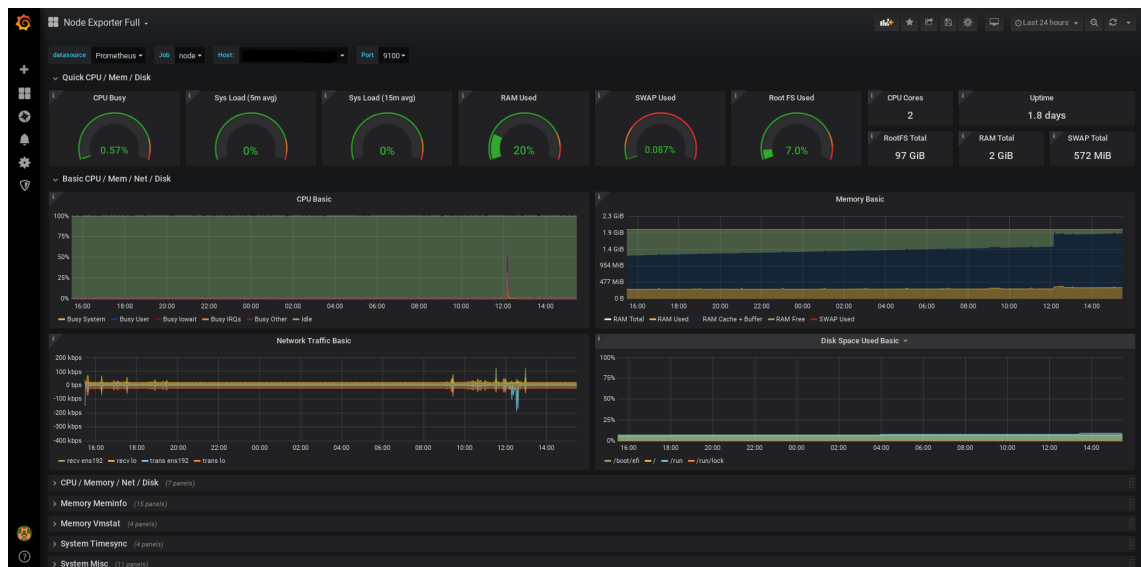 Node Exporter Full
Last 24 hours
datasource Prometheus Job node Host: Port 9100
Quick CPU / Mem / Disk
CPU Busy Sys Load (5m avg) Sys Load (15m avg) RAM Used SWAP Used Root FS Used CPU Cores Uptime
2 1.8 days
0.57% 0% 0% 20% 0.087% 7.0%
RootFS Total RAM Total SWAP Total
97 GiB 2 GiB 572 MiB
Basic CPU / Mem / Net / Disk
CPU Basic
100%
75%
50%
25%
0%
16:00 18:00 20:00 22:00 00:00 02:00 04:00 06:00 08:00 10:00 12:00 14:00
Busy System Busy User Busy Iowait Busy IRQs Busy Other Idle
Memory Basic
2.3 GiB
1.9 GiB
1.4 GiB
954 MiB
477 MiB
0 B
16:00 18:00 20:00 22:00 00:00 02:00 04:00 06:00 08:00 10:00 12:00 14:00
RAM Total RAM Used RAM Cache + Buffer RAM Free SWAP Used
Network Traffic Basic
200 kbps
100 kbps
0 bps
-100 kbps
-200 kbps
-300 kbps
-400 kbps
16:00 18:00 20:00 22:00 00:00 02:00 04:00 06:00 08:00 10:00 12:00 14:00
recv ens192 recv lo trans ens192 trans lo
Disk Space Used Basic
100%
75%
50%
25%
0%
16:00 18:00 20:00 22:00 00:00 02:00 04:00 06:00 08:00 10:00 12:00 14:00
/boot/efi / /run /run/lock
CPU / Memory / Net / Disk (7 panels)
Memory Meminfo (15 panels)
Memory Vmstat (4 panels)
System Timesync (4 panels)
System Misc (11 panels)